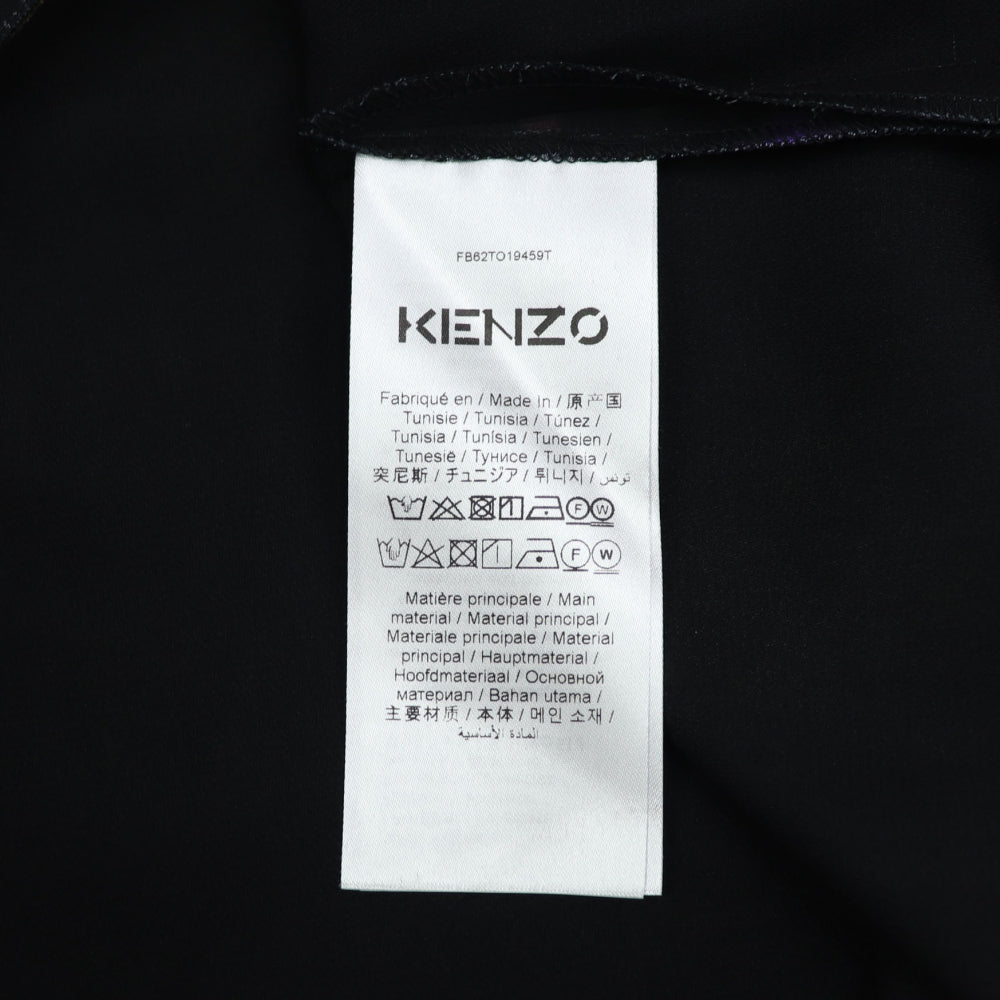 FB62TO19459T
KENZO
Fabriqué en / Made In / 原产国
Tunisie / Tunisia / Túnez /
Tunisia / Tunísia / Tunesien /
Tunesië / Тунисе / Tunisia /
突尼斯 / チュニジア / 튀니지 / تونس
F W
F W
Matière principale / Main
material / Material principal /
Materiale principale / Material
principal / Hauptmaterial /
Hoofdmateriaal / Основной
материал / Bahan utama /
主要材质 / 本体 / 메인 소재 /
المادة الأساسية